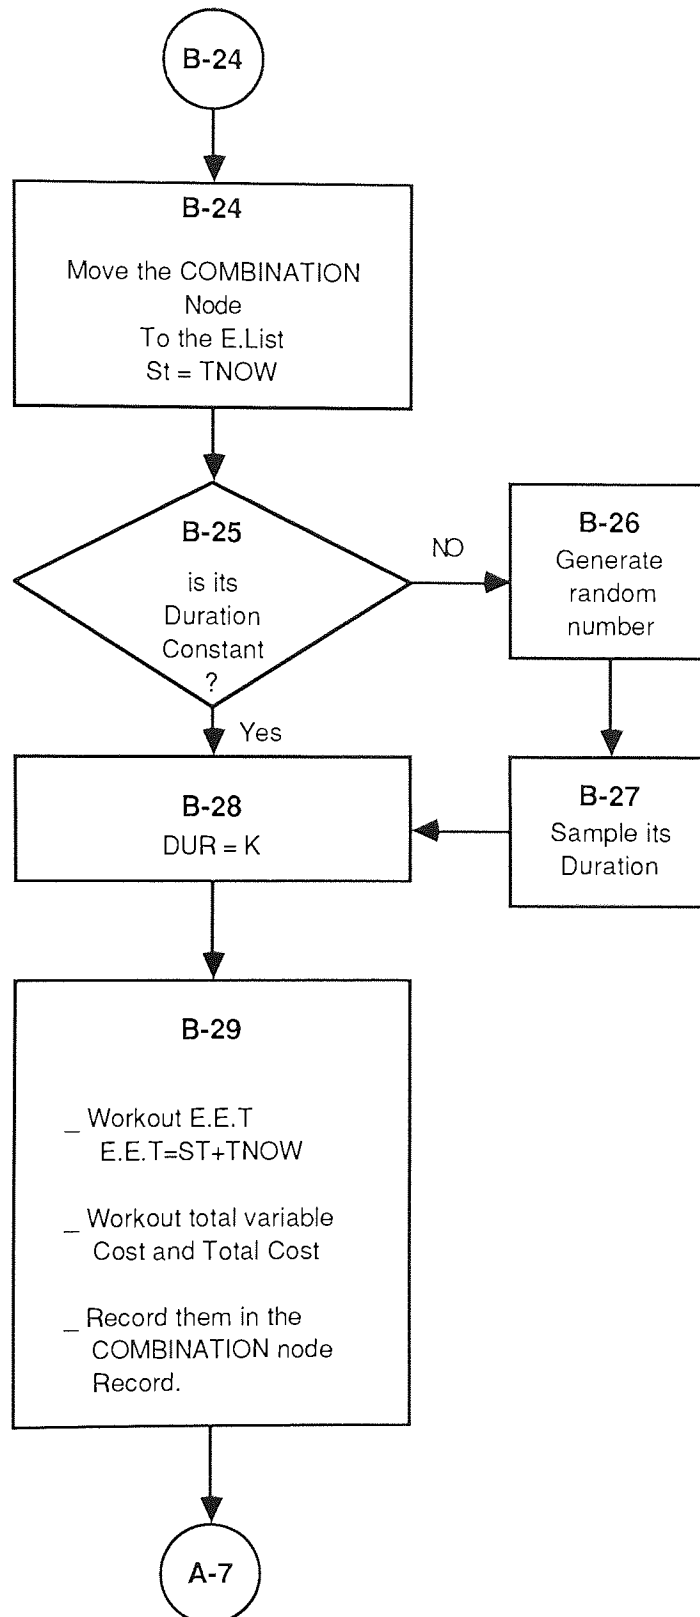 B-24
B-24
Move the COMBINATION
Node
To the E.List
St = TNOW
B-25
is its
Duration
Constant
?
NO
B-26
Generate
random
number
Yes
B-28
DUR = K
B-27
Sample its
Duration
B-29
_ Workout E.E.T
E.E.T=ST+TNOW
_ Workout total variable
Cost and Total Cost
_ Record them in the
COMBINATION node
Record.
A-7